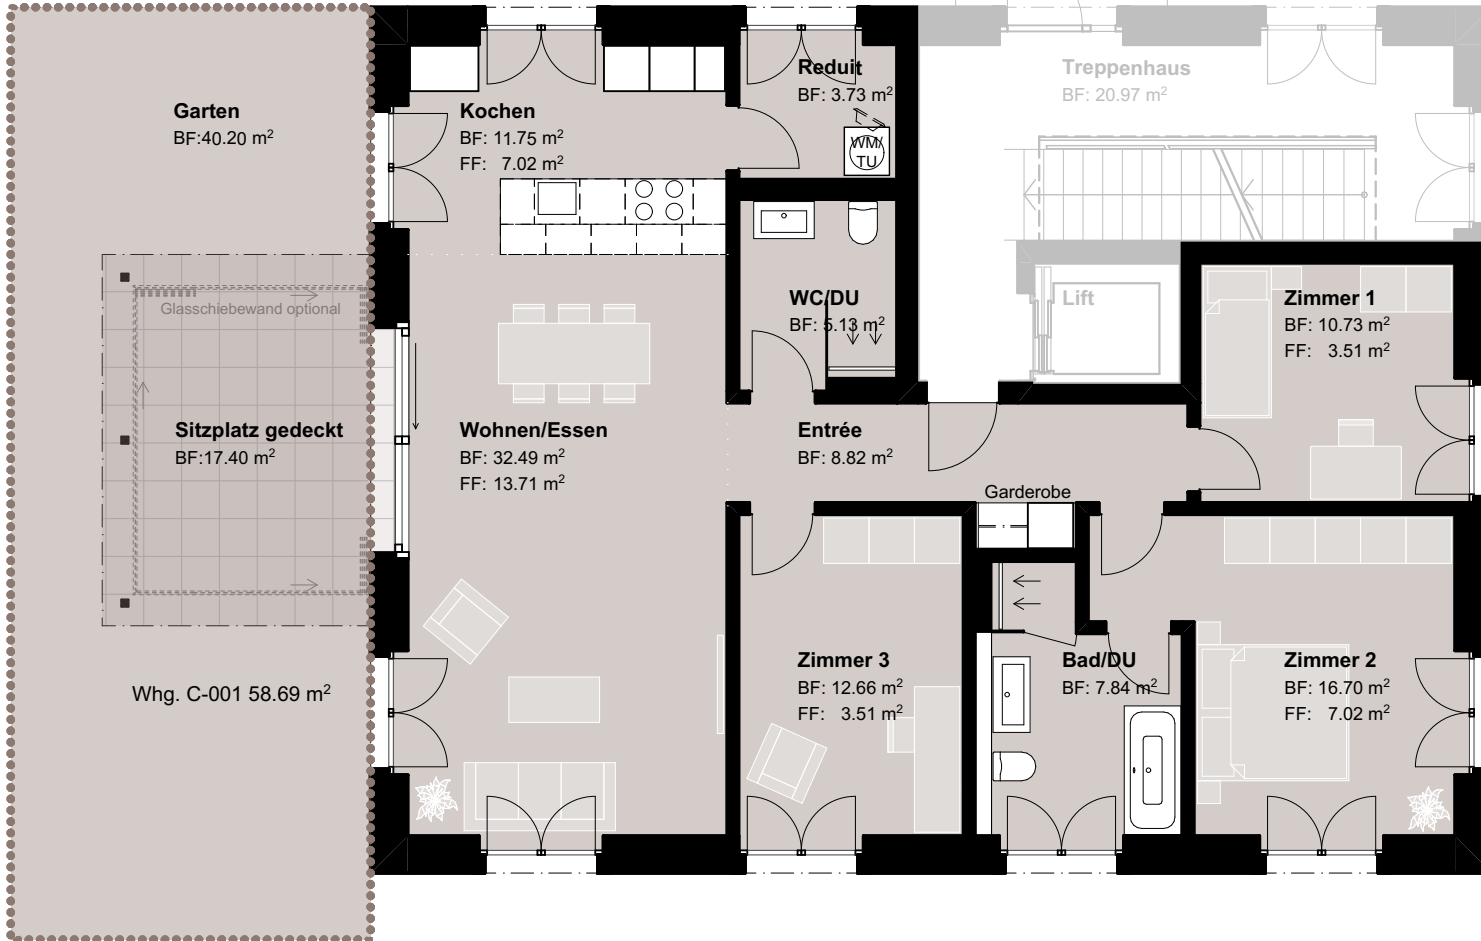 Garten
BF:40.20 m²
Kochen
BF: 11.75 m²
FF: 7.02 m²
Reduit
BF: 3.73 m²
WM/
TU
Treppenhaus
BF: 20.97 m²
Glasschiebewand optional
WC/DU
BF: 5.13 m²
Lift
Zimmer 1
BF: 10.73 m²
FF: 3.51 m²
Sitzplatz gedeckt
BF:17.40 m²
Wohnen/Essen
BF: 32.49 m²
FF: 13.71 m²
Entrée
BF: 8.82 m²
Garderobe
Whg. C-001 58.69 m²
Zimmer 3
BF: 12.66 m²
FF: 3.51 m²
Bad/DU
BF: 7.84 m²
Zimmer 2
BF: 16.70 m²
FF: 7.02 m²